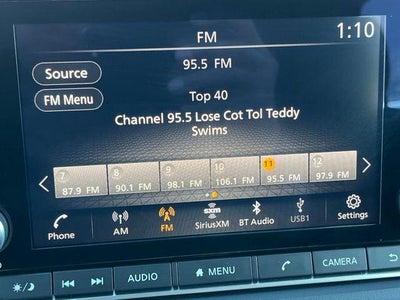 FM 1:10
Source
95.5 FM
FM Menu
Top 40
Channel 95.5 Lose Cot Tol Teddy
Swims
7 8 9 10 11 12
87.9 FM 90.1 FM 98.1 FM 106.1 FM 95.5 FM 97.9 FM
Phone AM FM sxm SiriusXM BT Audio USB1 Settings
AUDIO MENU CAMERA